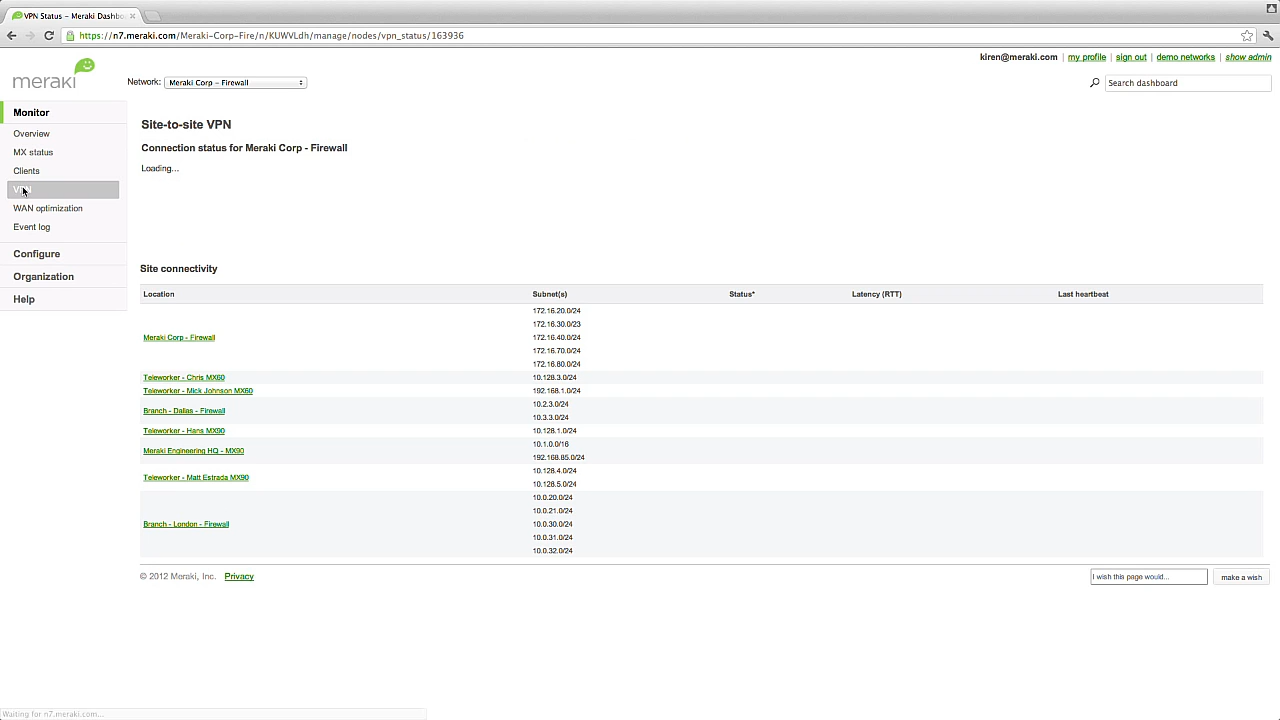 VPN Status – Meraki Dashbo
https://n7.meraki.com/Meraki-Corp-Fire/n/KUWVLdh/manage/nodes/vpn_status/163936
kiren@meraki.com | my profile | sign out | demo networks | show admin
meraki
Network: Meraki Corp – Firewall
Search dashboard
Monitor
Overview
MX status
Clients
VPN
WAN optimization
Event log
Configure
Organization
Help
Site-to-site VPN
Connection status for Meraki Corp - Firewall
Loading...
Site connectivity
Location Subnet(s) Status* Latency (RTT) Last heartbeat
Meraki Corp - Firewall
172.16.20.0/24
172.16.30.0/23
172.16.40.0/24
172.16.70.0/24
172.16.80.0/24
Teleworker - Chris MX60 10.128.3.0/24
Teleworker - Mick Johnson MX60 192.168.1.0/24
Branch - Dallas - Firewall
10.2.3.0/24
10.3.3.0/24
Teleworker - Hans MX90 10.128.1.0/24
Meraki Engineering HQ - MX90
10.1.0.0/16
192.168.85.0/24
Teleworker - Matt Estrada MX90
10.128.4.0/24
10.128.5.0/24
Branch - London - Firewall
10.0.20.0/24
10.0.21.0/24
10.0.30.0/24
10.0.31.0/24
10.0.32.0/24
© 2012 Meraki, Inc. Privacy
I wish this page would... make a wish
Waiting for n7.meraki.com...